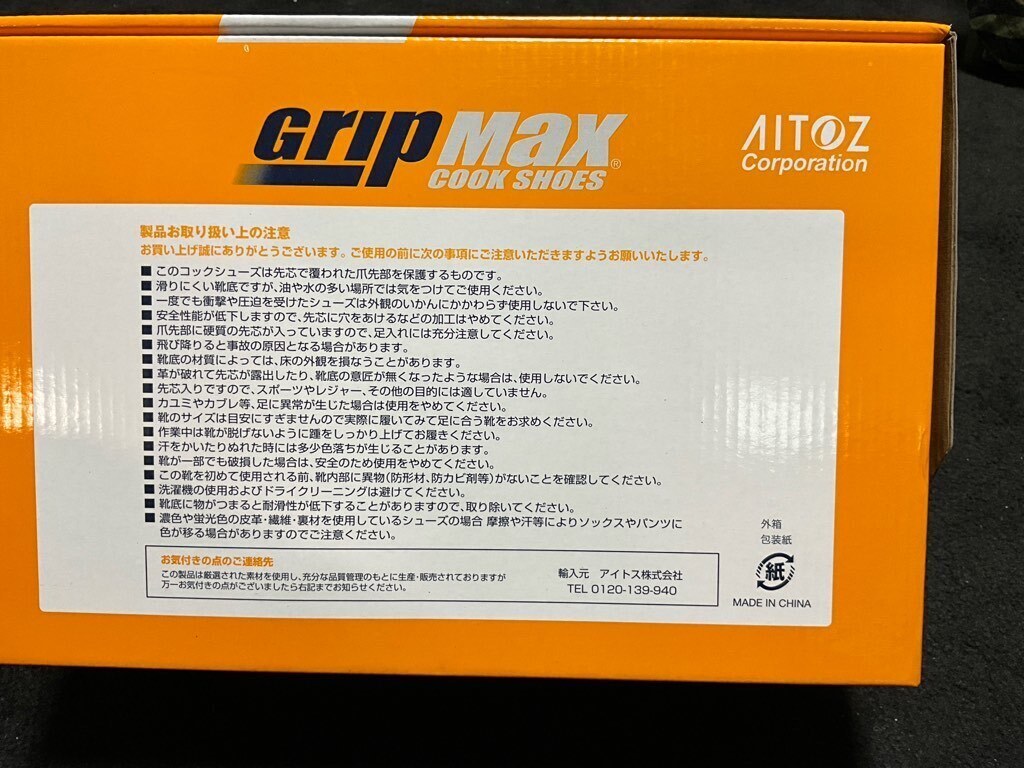 GripMax®
COOK SHOES
AITOZ
Corporation
製品お取り扱い上の注意
お買い上げ誠にありがとうございます。ご使用の前に次の事項にご注意いただきますようお願いいたします。
■ このコックシューズは先芯で覆われた爪先部を保護するものです。
■ 滑りにくい靴底ですが、油や水の多い場所では気をつけてご使用ください。
■ 一度でも衝撃や圧迫を受けたシューズは外観のいかんにかかわらず使用しないで下さい。
■ 安全性能が低下しますので、先芯に穴をあけるなどの加工はやめてください。
■ 爪先部に硬質の先芯が入っていますので、足入れには充分注意してください。
■ 飛び降りると事故の原因となる場合があります。
■ 靴底の材質によっては、床の外観を損なうことがあります。
■ 革が破れて先芯が露出したり、靴底の意匠が無くなったような場合は、使用しないでください。
■ 先芯入りですので、スポーツやレジャー、その他の目的には適していません。
■ カユミやカブレ等、足に異常が生じた場合は使用をやめてください。
■ 靴のサイズは目安にすぎませんので実際に履いてみて足に合う靴をお求めください。
■ 作業中は靴が脱げないように踵をしっかり上げてお履きください。
■ 汗をかいたりぬれた時には多少色落ちが生じることがあります。
■ 靴が一部でも破損した場合は、安全のため使用をやめてください。
■ この靴を初めて使用される前、靴内部に異物(防形材、防カビ剤等)がないことを確認してください。
■ 洗濯機の使用およびドライクリーニングは避けてください。
■ 靴底に物がつまると耐滑性が低下することがありますので、取り除いてください。
■ 濃色や蛍光色の皮革・繊維・裏材を使用しているシューズの場合 摩擦や汗等によりソックスやパンツに
色が移る場合がありますのでご注意ください。
お気付きの点のご連絡先
この製品は厳選された素材を使用し、充分な品質管理のもとに生産・販売されておりますが
万一お気付きの点がございましたら右記までお知らせください。
輸入元 アイトス株式会社
TEL 0120-139-940
外箱
包装紙
紙
MADE IN CHINA